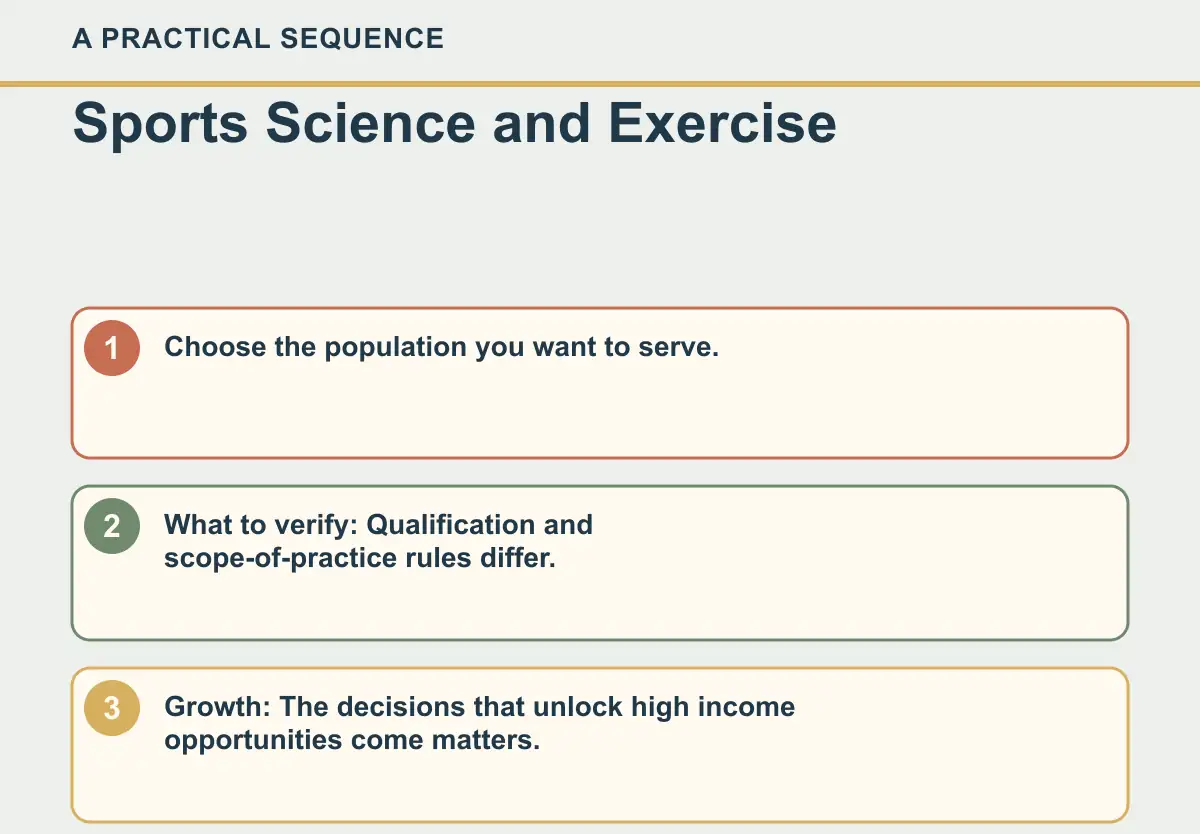 A PRACTICAL SEQUENCE
Sports Science and Exercise
1
Choose the population you want to serve.
2
What to verify: Qualification and
scope-of-practice rules differ.
3
Growth: The decisions that unlock high income
opportunities come matters.